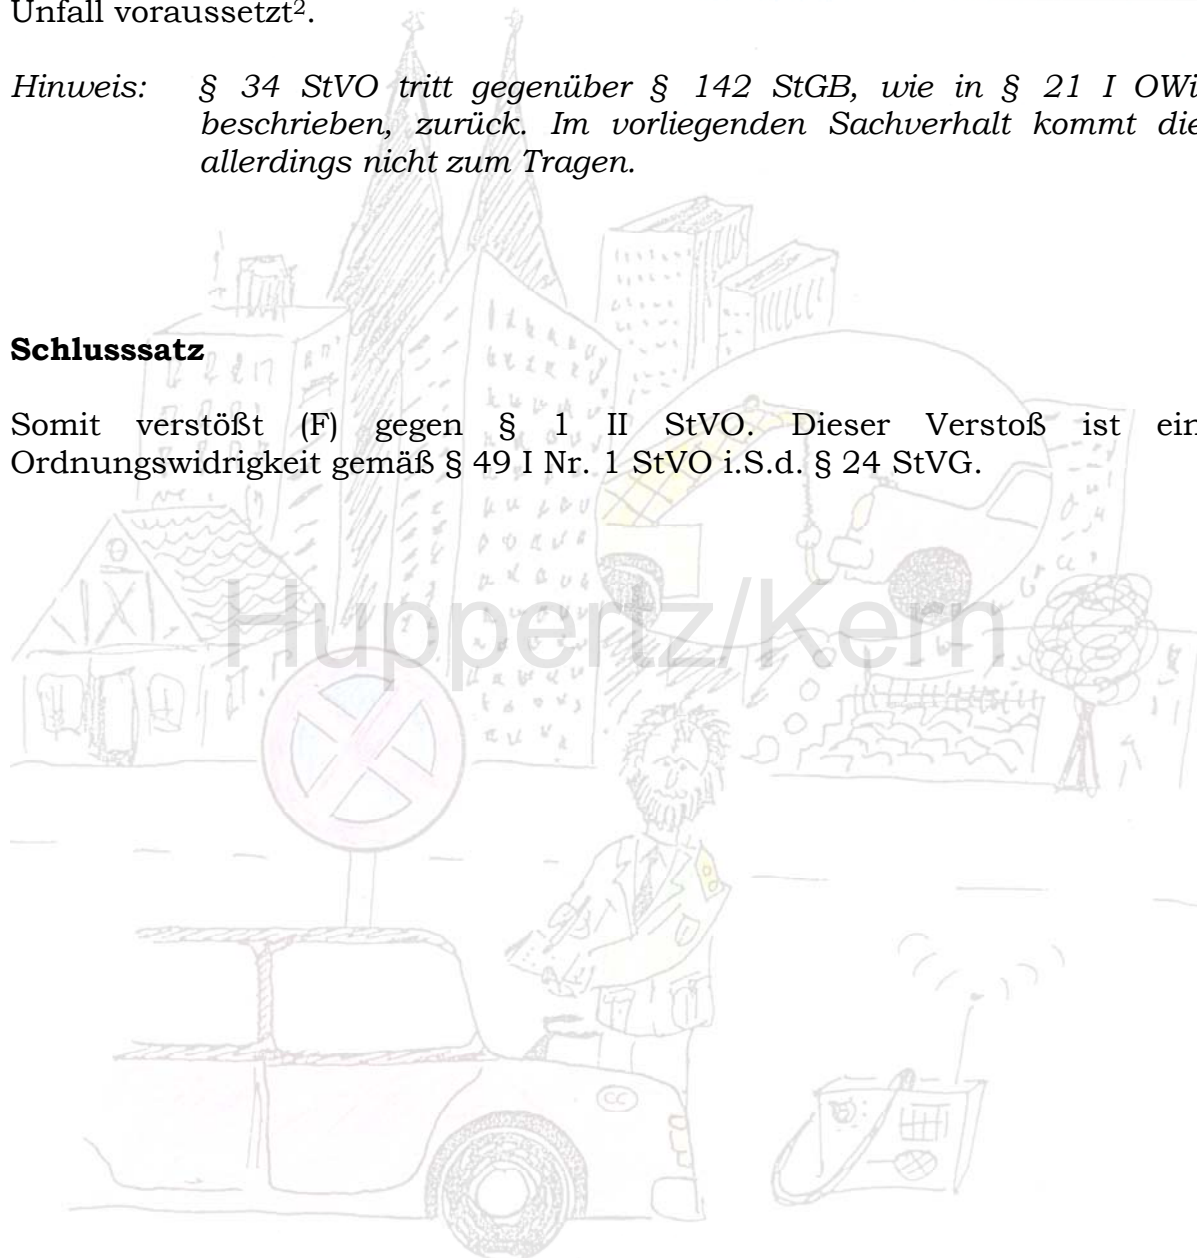 Unfall voraussetzt².
Hinweis: § 34 StVO tritt gegenüber § 142 StGB, wie in § 21 I OWi
beschrieben, zurück. Im vorliegenden Sachverhalt kommt die
allerdings nicht zum Tragen.
Schlusssatz
Somit verstößt (F) gegen § 1 II StVO. Dieser Verstoß ist ein
Ordnungswidrigkeit gemäß § 49 I Nr. 1 StVO i.S.d. § 24 StVG.
Huppertz/Kern
CC